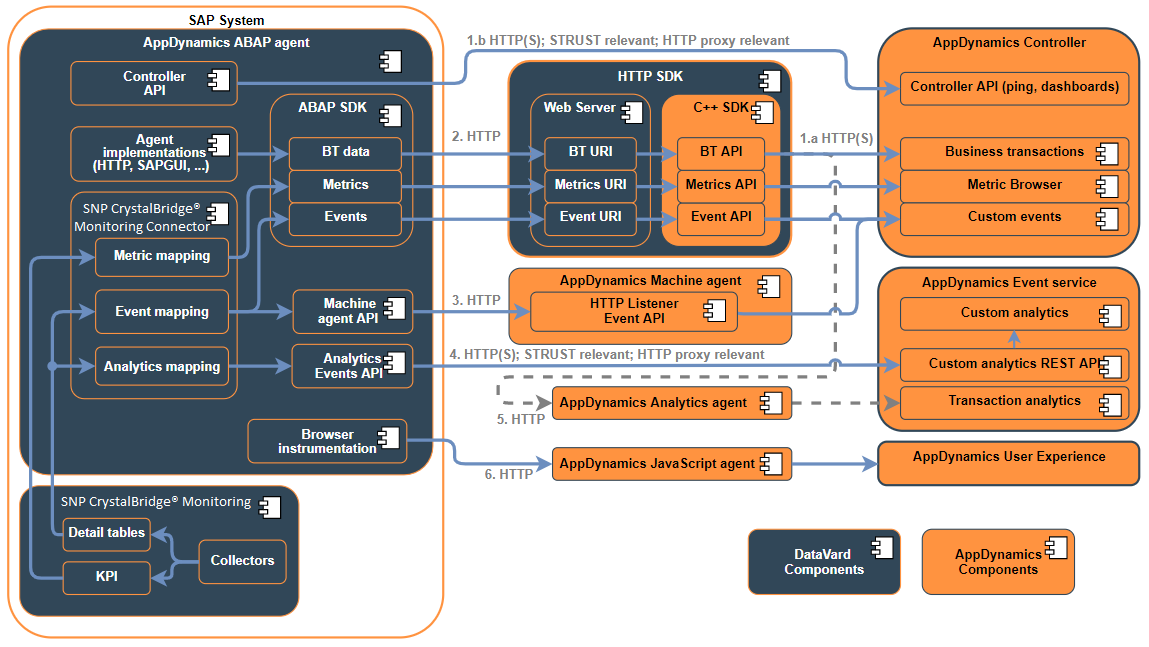 SAP System
AppDynamics ABAP agent
Controller
API
Agent
implementations
(HTTP, SAPGUI, ...)
SNP CrystalBridge®
Monitoring Connector
Metric mapping
Event mapping
Analytics mapping
ABAP SDK
BT data
Metrics
Events
Machine
agent API
Analytics
Events API
Browser
instrumentation
SNP CrystalBridge® Monitoring
Detail tables
KPI
Collectors
1.b HTTP(S); STRUST relevant; HTTP proxy relevant
2. HTTP
3. HTTP
4. HTTP(S); STRUST relevant; HTTP proxy relevant
5. HTTP
6. HTTP
HTTP SDK
Web Server
BT URI
Metrics URI
Event URI
C++ SDK
BT API
Metrics API
Event API
1.a HTTP(S)
AppDynamics Machine agent
HTTP Listener
Event API
AppDynamics Analytics agent
AppDynamics JavaScript agent
AppDynamics Controller
Controller API (ping, dashboards)
Business transactions
Metric Browser
Custom events
AppDynamics Event service
Custom analytics
Custom analytics REST API
Transaction analytics
AppDynamics User Experience
DataVard
Components
AppDynamics
Components